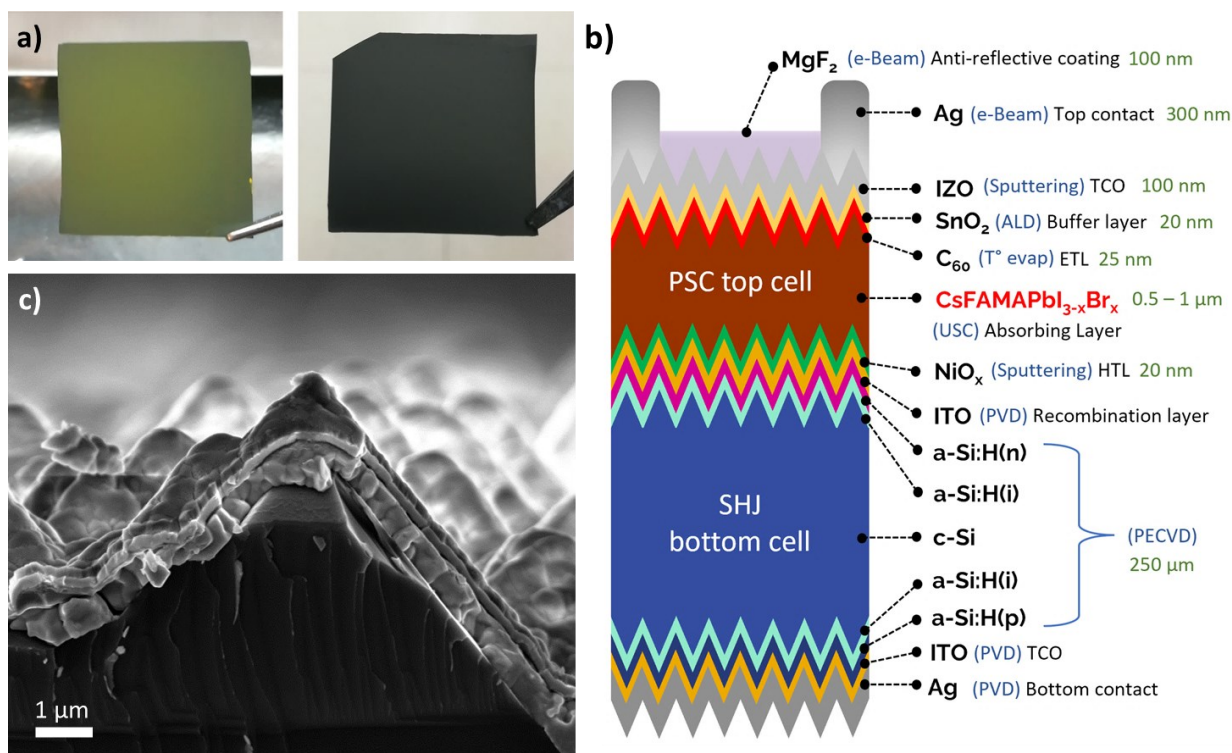 a)
b)
MgF₂ (e-Beam) Anti-reflective coating 100 nm
Ag (e-Beam) Top contact 300 nm
IZO (Sputtering) TCO 100 nm
SnO₂ (ALD) Buffer layer 20 nm
C₆₀ (T° evap) ETL 25 nm
PSC top cell
CsFAMAPbI₃₋ₓBrₓ 0.5 – 1 µm
(USC) Absorbing Layer
NiOₓ (Sputtering) HTL 20 nm
ITO (PVD) Recombination layer
a-Si:H(n)
a-Si:H(i)
SHJ
bottom cell
c-Si
(PECVD)
250 µm
a-Si:H(i)
a-Si:H(p)
ITO (PVD) TCO
Ag (PVD) Bottom contact
c)
1 µm